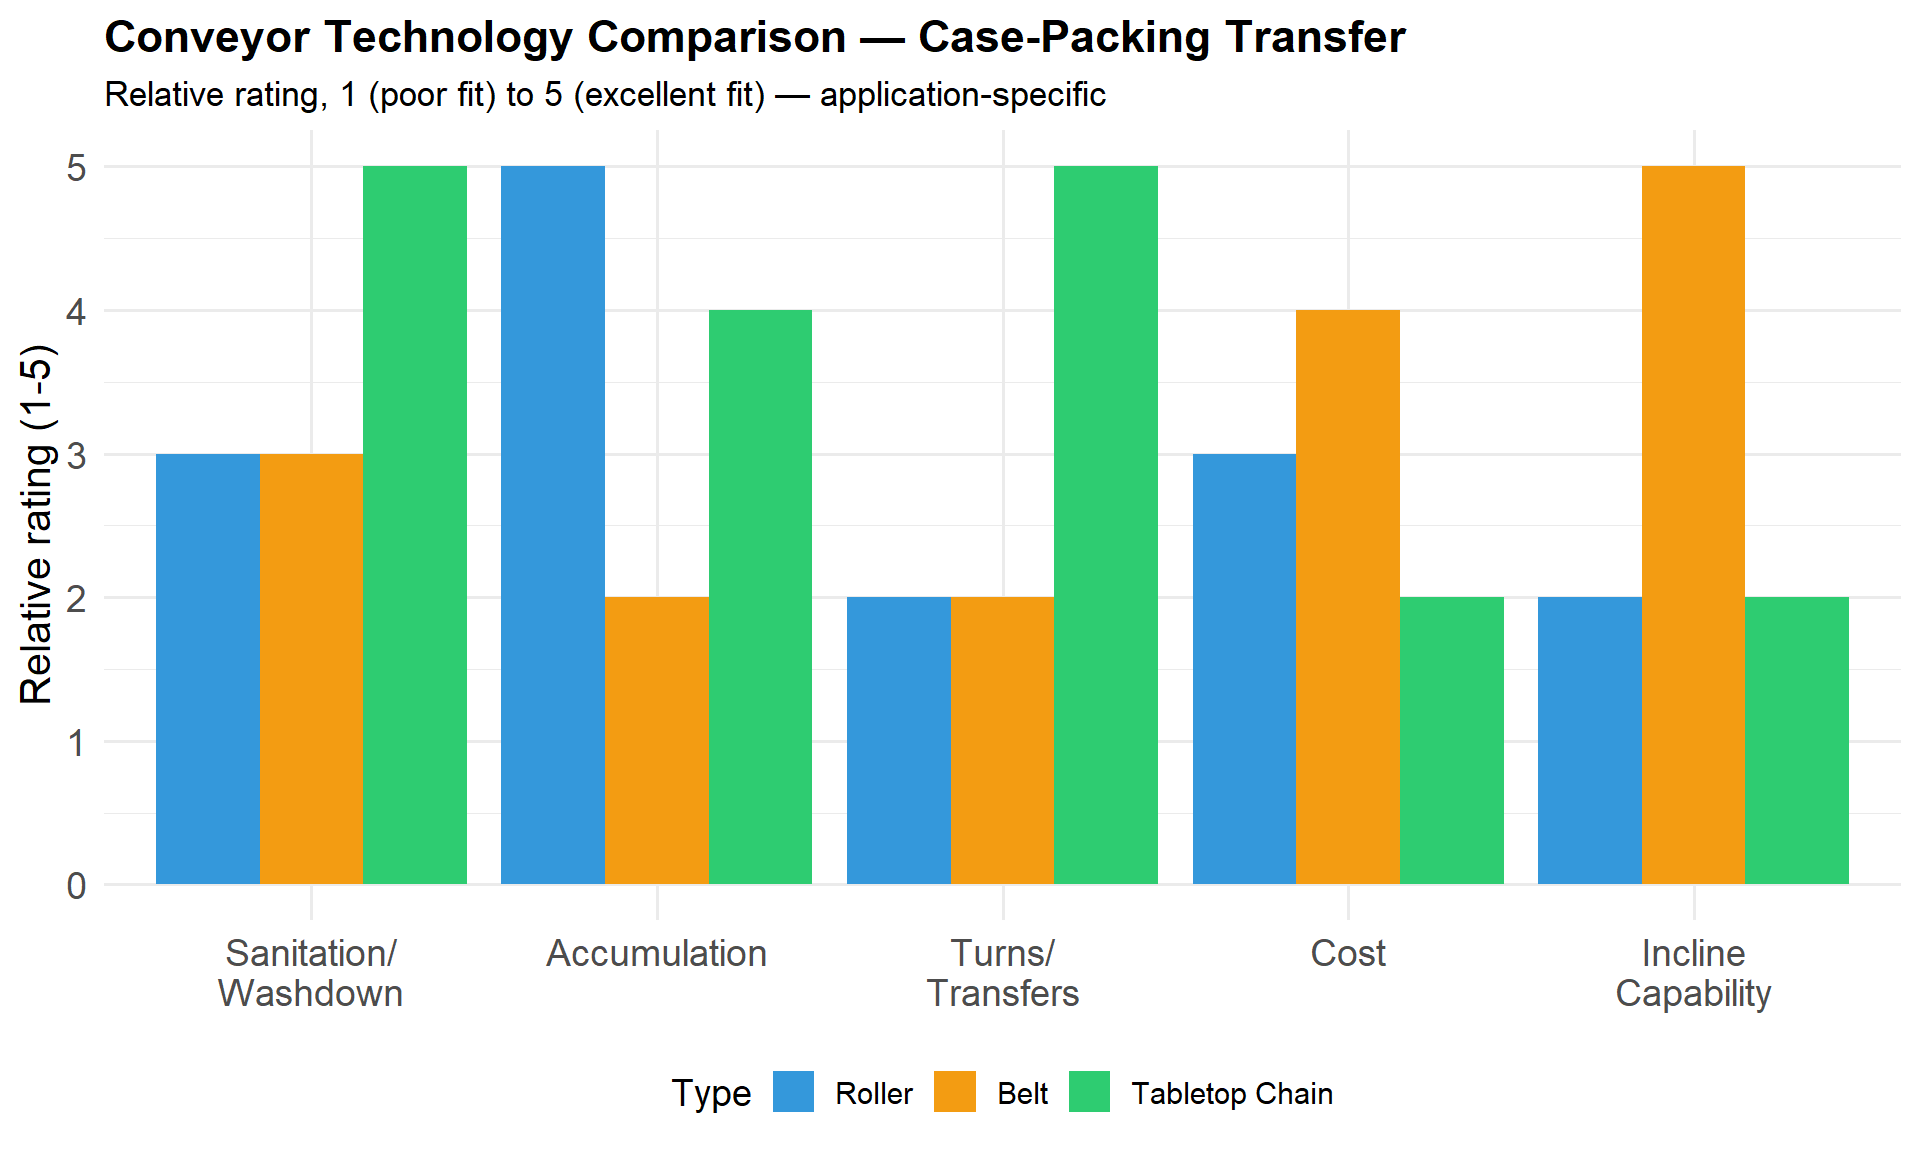 Conveyor Technology Comparison — Case-Packing Transfer
Relative rating, 1 (poor fit) to 5 (excellent fit) — application-specific
Relative rating (1-5)
5
4
3
2
1
0
Sanitation/
Washdown
Accumulation
Turns/
Transfers
Cost
Incline
Capability
Type
Roller
Belt
Tabletop Chain